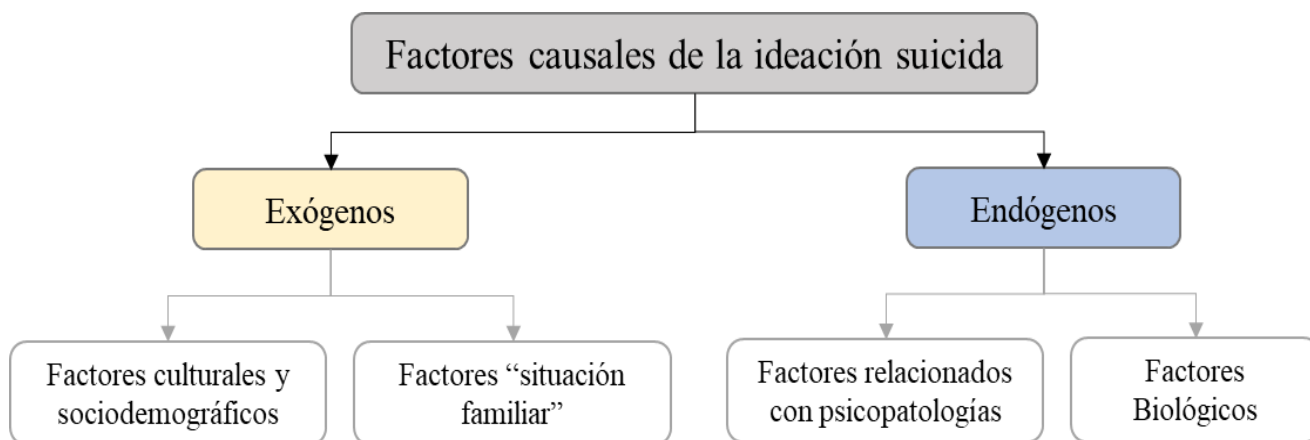 Factores causales de la ideación suicida
Exógenos
Endógenos
Factores culturales y
sociodemográficos
Factores “situación
familiar”
Factores relacionados
con psicopatologías
Factores
Biológicos